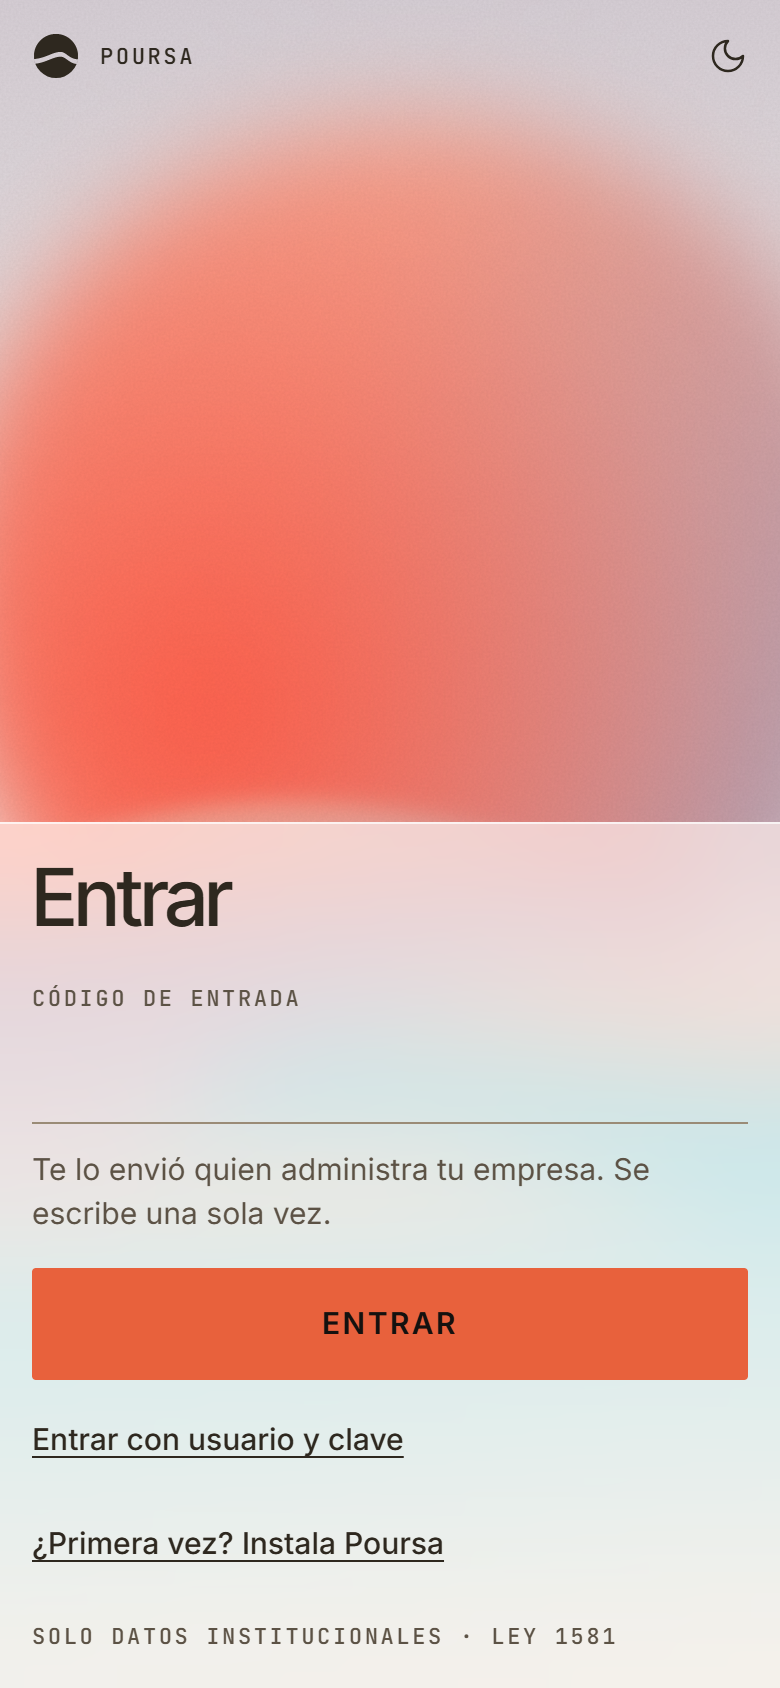 POURSA
Entrar
CÓDIGO DE ENTRADA
Te lo envió quien administra tu empresa. Se
escribe una sola vez.
ENTRAR
Entrar con usuario y clave
¿Primera vez? Instala Poursa
SOLO DATOS INSTITUCIONALES · LEY 1581